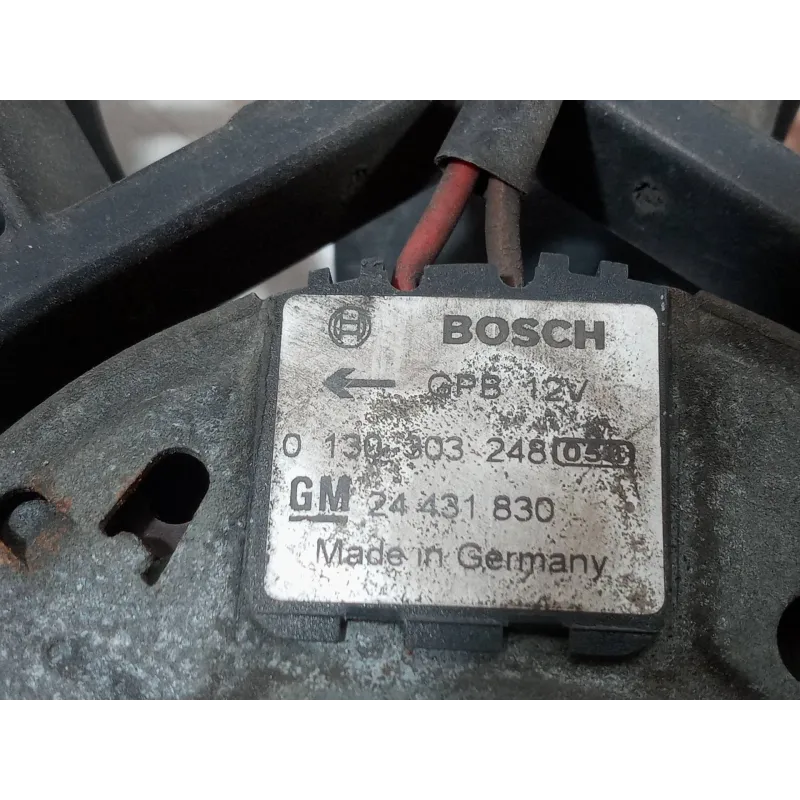 BOSCH
← GPB 12V
0 130 303 248
GM 24 431 830
Made in Germany